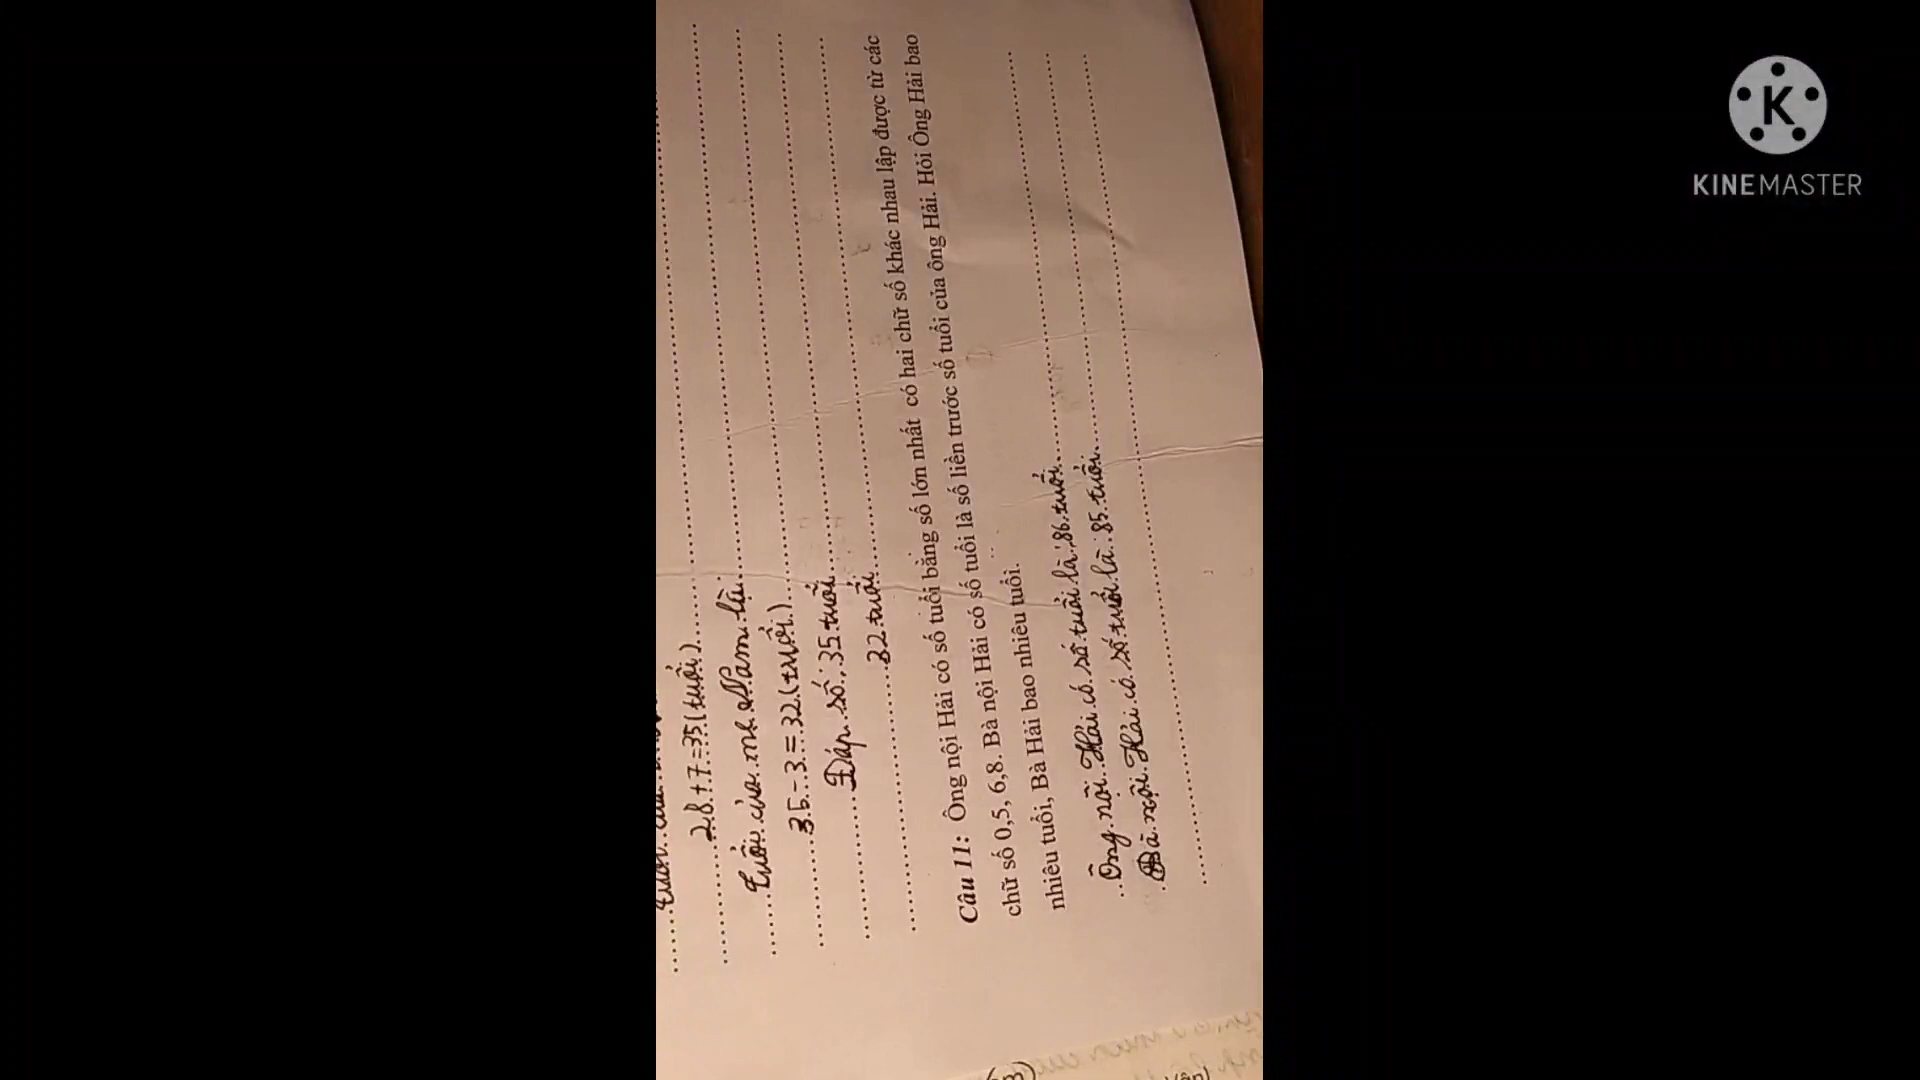 28+7=35(tuổi)
Tuổi của mẹ Nam là
35-3=32(tuổi)
Đáp số: 35 tuổi
32 tuổi
Câu 11: Ông nội Hải có số tuổi bằng số lớn nhất có hai chữ số khác nhau lập được từ các
chữ số 0,5, 6,8. Bà nội Hải có số tuổi là số liền trước số tuổi của ông Hải. Hỏi Ông Hải bao
nhiêu tuổi, Bà Hải bao nhiêu tuổi.
Ông nội Hải có số tuổi là: 86 tuổi
Bà nội Hải có số tuổi là: 85 tuổi
K
KINEMASTER